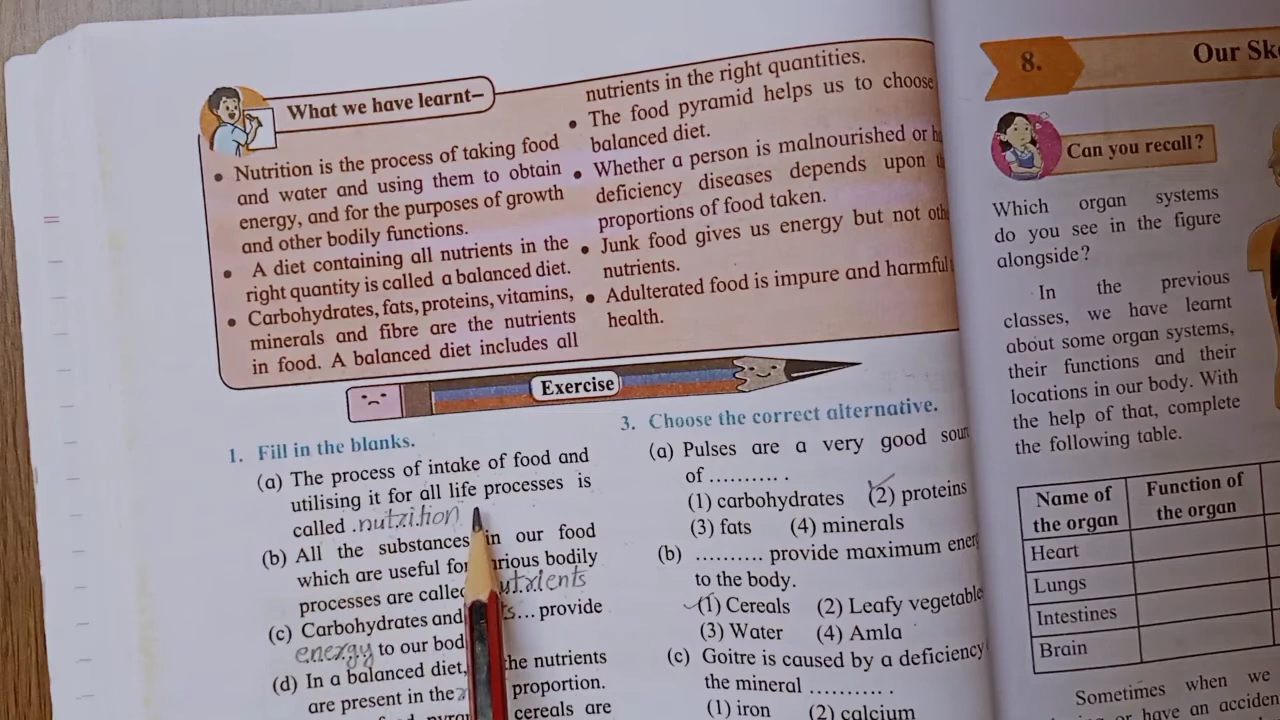 What we have learnt–
Nutrition is the process of taking food
and water and using them to obtain
energy, and for the purposes of growth
and other bodily functions.
A diet containing all nutrients in the
right quantity is called a balanced diet.
Carbohydrates, fats, proteins, vitamins,
minerals and fibre are the nutrients
in food. A balanced diet includes all
nutrients in the right quantities.
The food pyramid helps us to choose
balanced diet.
Whether a person is malnourished or
deficiency diseases depends upon
proportions of food taken.
Junk food gives us energy but not
nutrients.
Adulterated food is impure and harmful
health.
Exercise
1. Fill in the blanks.
(a) The process of intake of food and
utilising it for all life processes is
called .nutrition
(b) All the substances in our food
which are useful for various bodily
processes are called nutrients
(c) Carbohydrates and ... provide
energy to our body
(d) In a balanced diet, the nutrients
are present in the proportion.
cereals are
3. Choose the correct alternative.
(a) Pulses are a very good
of .......... .
(1) carbohydrates (2) proteins
(3) fats (4) minerals
(b) .......... provide maximum
to the body.
(1) Cereals (2) Leafy vegetable
(3) Water (4) Amla
(c) Goitre is caused by a deficiency
the mineral .......... .
(1) iron (2) calcium
8. Our
Can you recall?
Which organ systems
do you see in the figure
alongside?
In the previous
classes, we have learnt
about some organ systems,
their functions and their
locations in our body. With
the help of that, complete
the following table.
Name of the organ Function of the organ
Heart
Lungs
Intestines
Brain
Sometimes when we
or have an